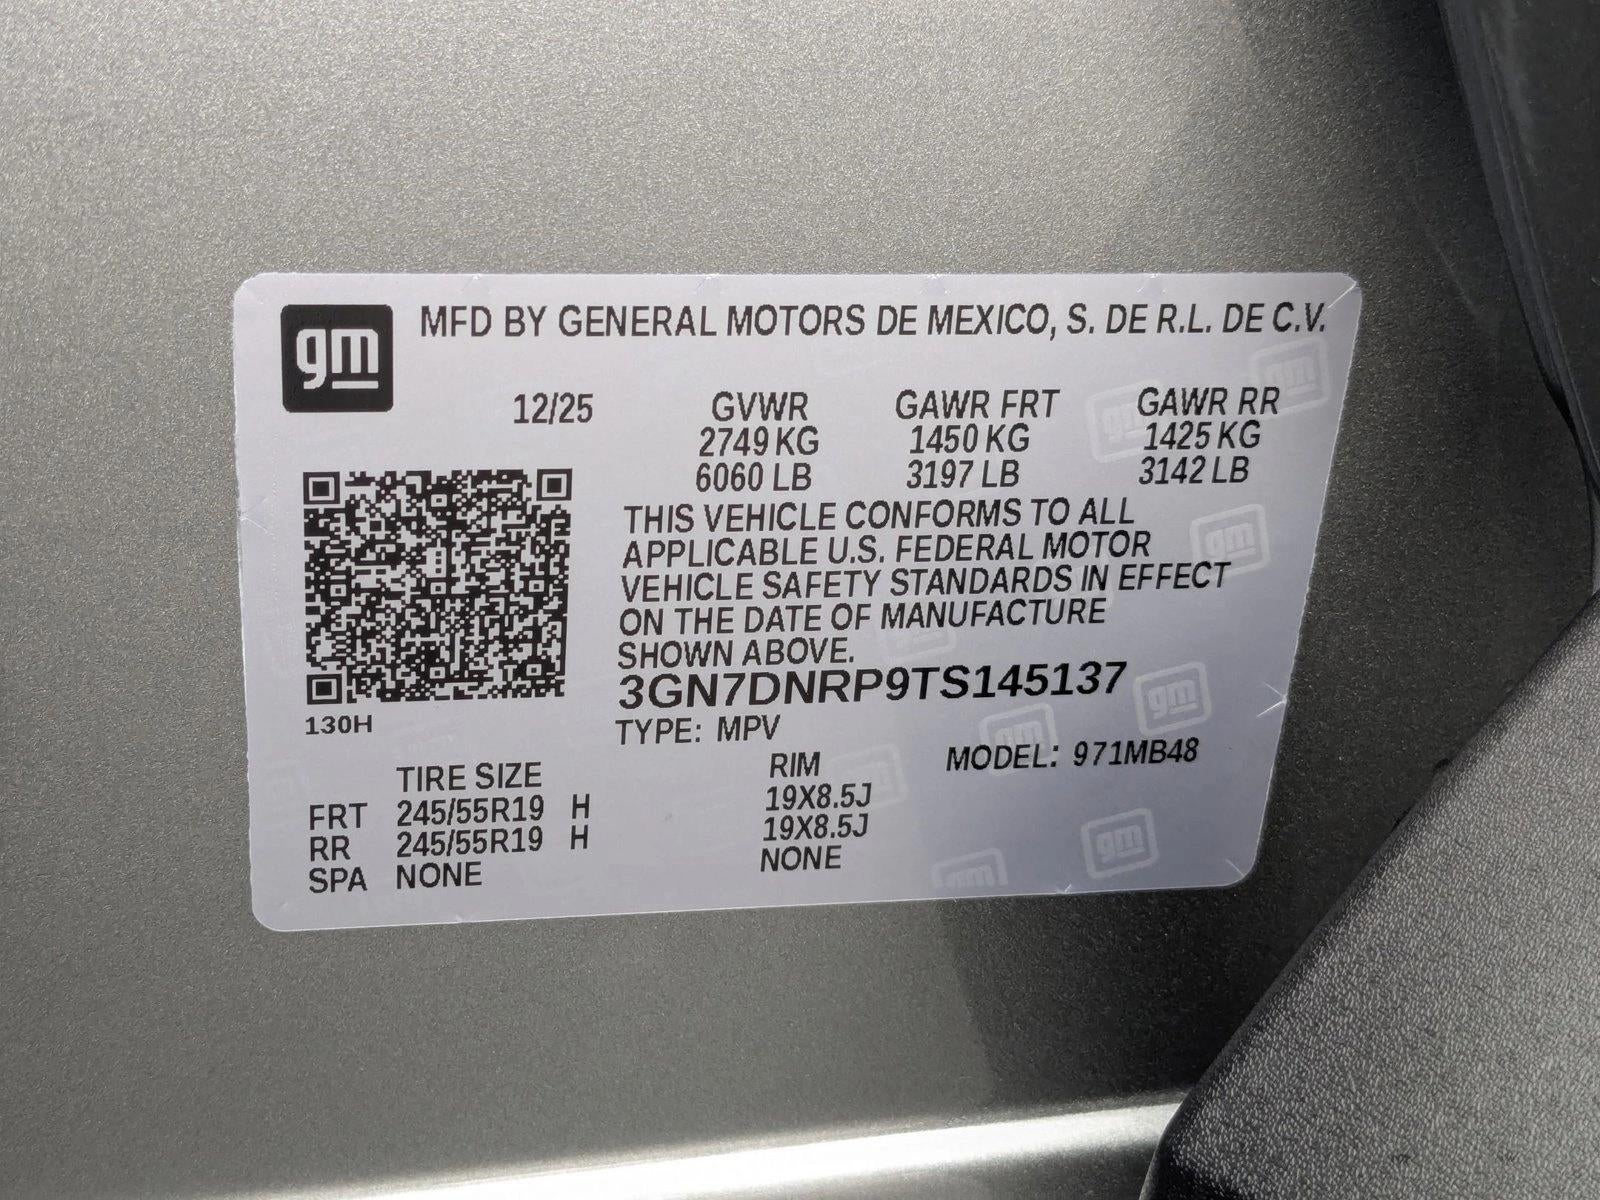 gm MFD BY GENERAL MOTORS DE MEXICO, S. DE R.L. DE C.V.
12/25 GVWR GAWR FRT GAWR RR
2749 KG 1450 KG 1425 KG
6060 LB 3197 LB 3142 LB
THIS VEHICLE CONFORMS TO ALL
APPLICABLE U.S. FEDERAL MOTOR
VEHICLE SAFETY STANDARDS IN EFFECT
ON THE DATE OF MANUFACTURE
SHOWN ABOVE.
3GN7DNRP9TS145137
130H
TYPE: MPV
MODEL: 971MB48
TIRE SIZE RIM
FRT 245/55R19 H 19X8.5J
RR 245/55R19 H 19X8.5J
SPA NONE NONE